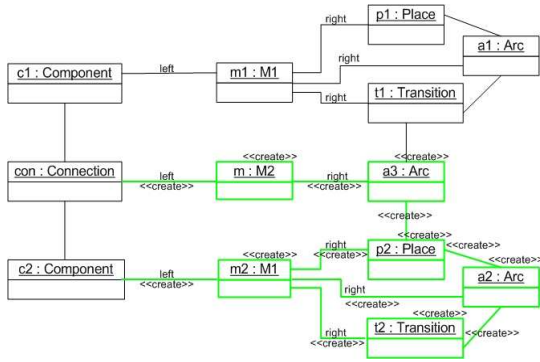 right
p1 : Place
a1 : Arc
c1 : Component
left
m1 : M1
right
right
t1 : Transition
<<create>>
<<create>>
con : Connection
left
<<create>>
m : M2
right
<<create>>
a3 : Arc
<<create>>
<<create>>
<<create>>
right
<<create>>
p2 : Place
<<create>>
<<create>>
c2 : Component
left
<<create>>
m2 : M1
a2 : Arc
right
<<create>>
<<create>>
right
<<create>>
t2 : Transition
<<create>>